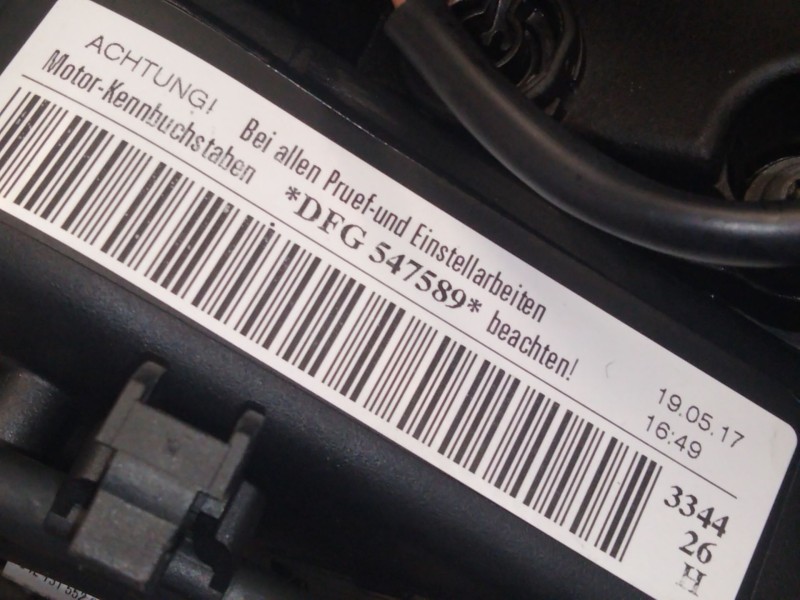 ACHTUNG! Bei allen Pruef-und Einstellarbeiten
Motor-Kennbuchstaben *DFG 547589* beachten!
19.05.17
16:49
3344
26
H